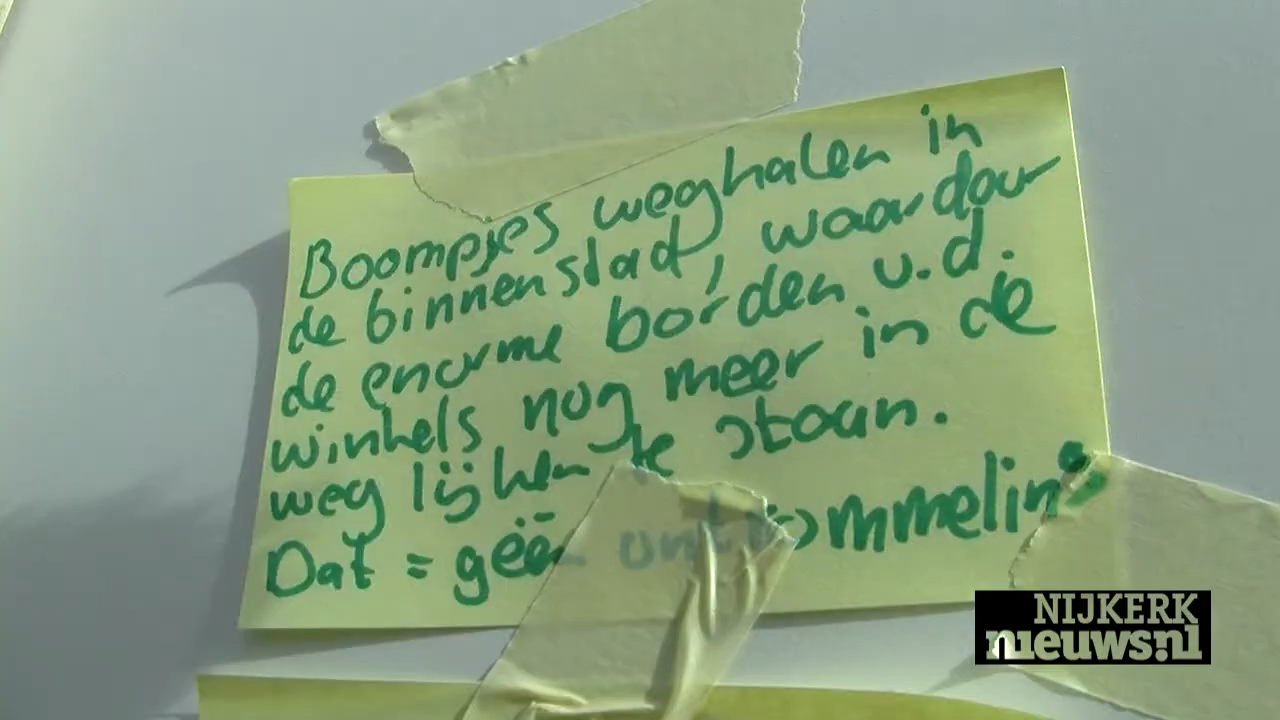 Boompjes weghalen in
de binnenstad, waardoor
de enorme borden v.d.
winkels nog meer in de
weg lijken te staan.
Dat = géén ontrommeling
NIJKERK
nieuws.nl